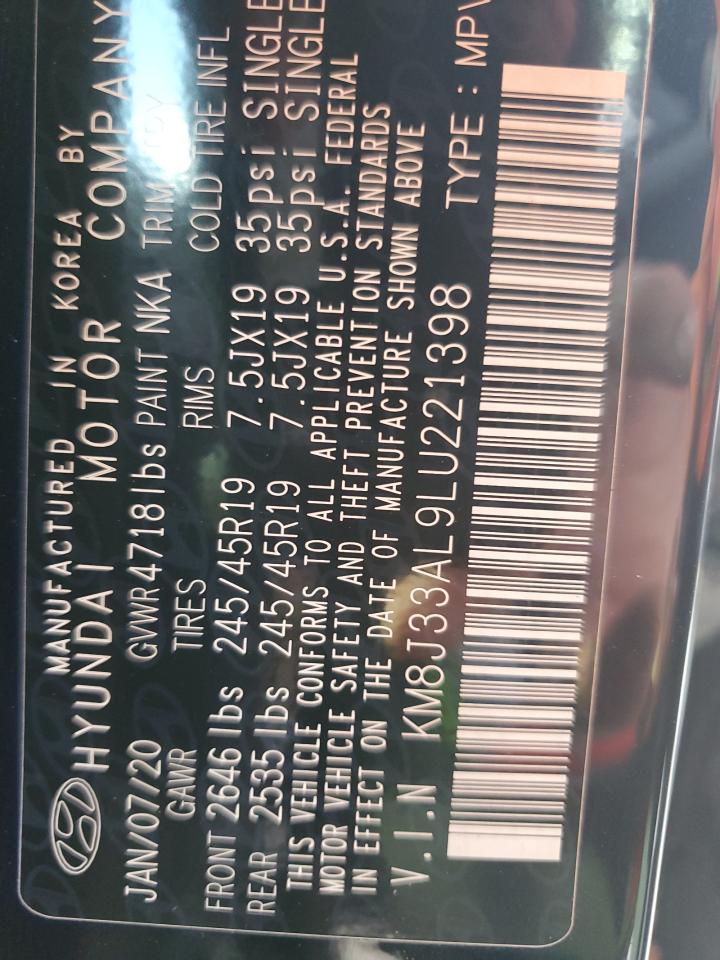 MANUFACTURED IN KOREA BY
HYUNDAI MOTOR COMPANY
JAN/07/20 GVWR 4718 lbs PAINT NKA TRIM
GAWR TIRES RIMS COLD TIRE INFL
FRONT 2646 lbs 245/45R19 7.5JX19 35psi SINGLE
REAR 2535 lbs 245/45R19 7.5JX19 35psi SINGLE
THIS VEHICLE CONFORMS TO ALL APPLICABLE U.S.A. FEDERAL
MOTOR VEHICLE SAFETY AND THEFT PREVENTION STANDARDS
IN EFFECT ON THE DATE OF MANUFACTURE SHOWN ABOVE
V.I.N KM8J33AL9LU221398 TYPE : MPV